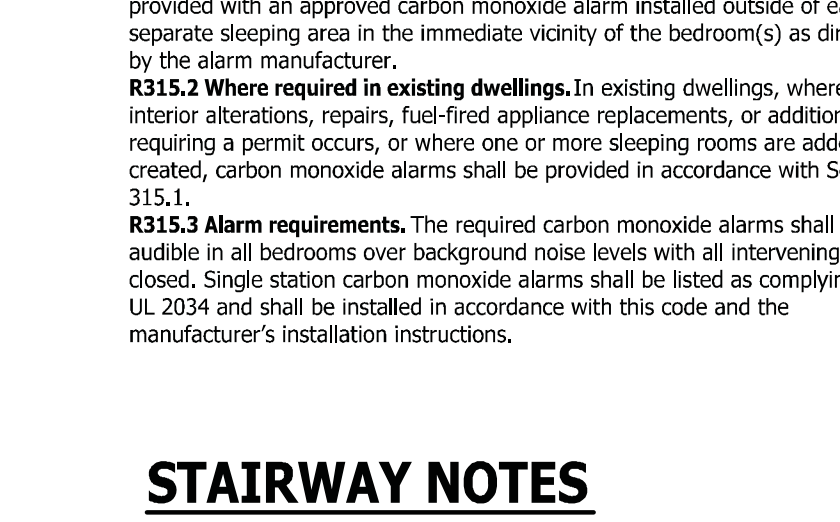 provided with an approved carbon monoxide alarm installed outside of
separate sleeping area in the immediate vicinity of the bedroom(s) as
by the alarm manufacturer.
R315.2 Where required in existing dwellings. In existing dwellings, where
interior alterations, repairs, fuel-fired appliance replacements, or
requiring a permit occurs, or where one or more sleeping rooms are
created, carbon monoxide alarms shall be provided in accordance with
315.1.
R315.3 Alarm requirements. The required carbon monoxide alarms shall
audible in all bedrooms over background noise levels with all intervening
closed. Single station carbon monoxide alarms shall be listed as
UL 2034 and shall be installed in accordance with this code and the
manufacturer's installation instructions.
STAIRWAY NOTES